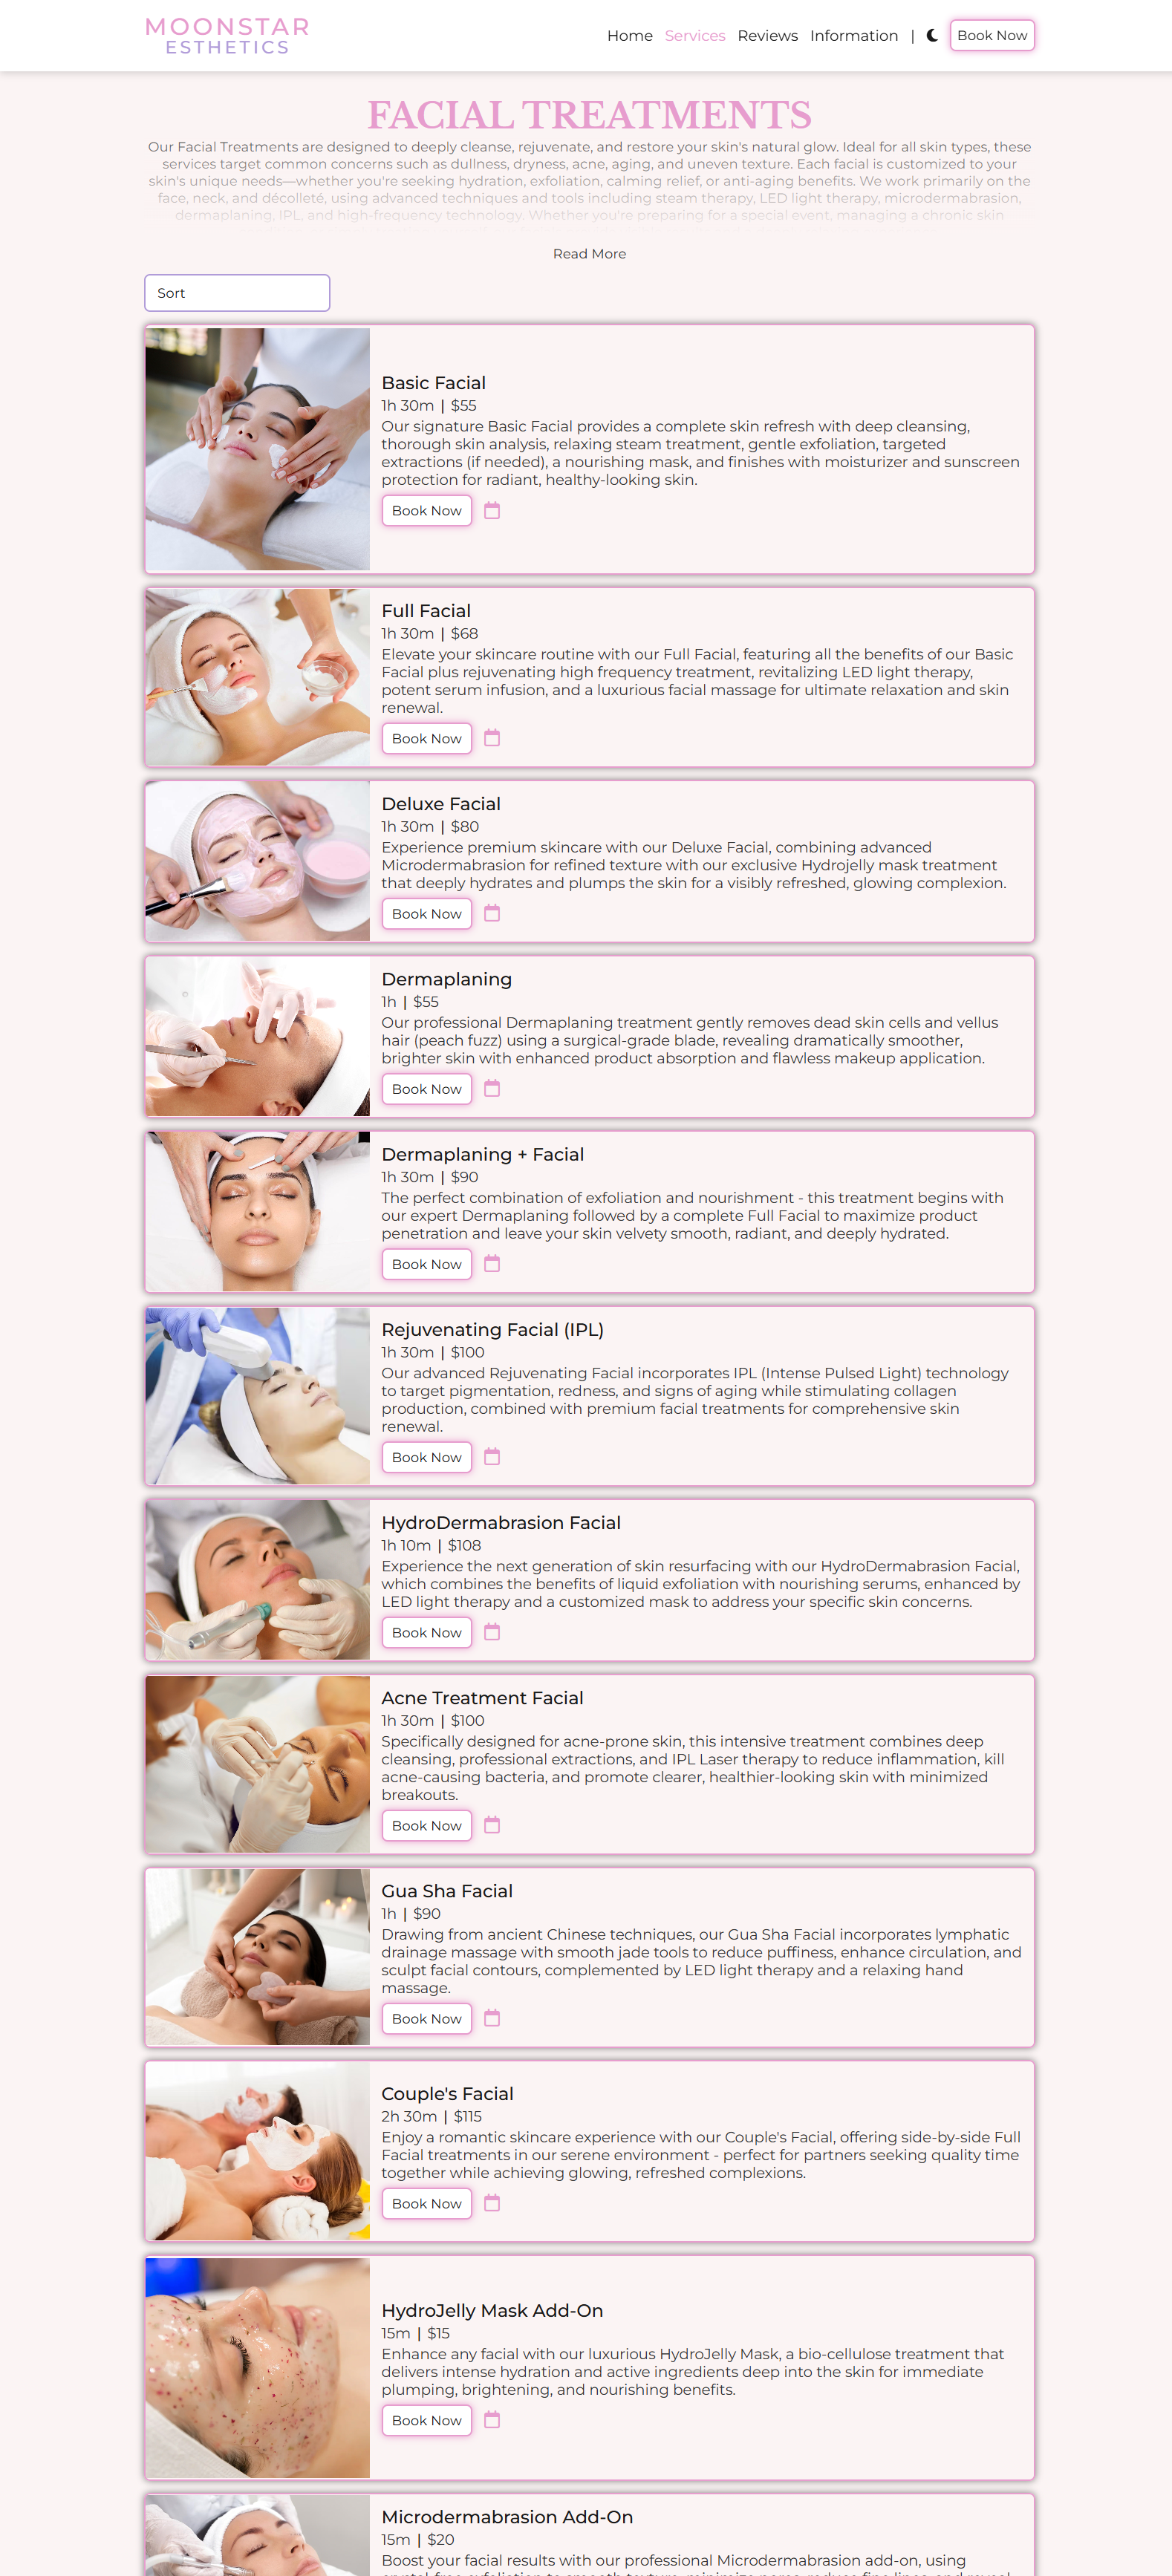 MOONSTAR
ESTHETICS
Home Services Reviews Information | Book Now
FACIAL TREATMENTS
Our Facial Treatments are designed to deeply cleanse, rejuvenate, and restore your skin's natural glow. Ideal for all skin types, these
services target common concerns such as dullness, dryness, acne, aging, and uneven texture. Each facial is customized to your
skin's unique needs—whether you're seeking hydration, exfoliation, calming relief, or anti-aging benefits. We work primarily on the
face, neck, and décolleté, using advanced techniques and tools including steam therapy, LED light therapy, microdermabrasion,
dermaplaning, IPL, and high-frequency technology. Whether you're preparing for a special event, managing a chronic skin
Read More
Sort
Basic Facial
1h 30m | $55
Our signature Basic Facial provides a complete skin refresh with deep cleansing,
thorough skin analysis, relaxing steam treatment, gentle exfoliation, targeted
extractions (if needed), a nourishing mask, and finishes with moisturizer and sunscreen
protection for radiant, healthy-looking skin.
Book Now
Full Facial
1h 30m | $68
Elevate your skincare routine with our Full Facial, featuring all the benefits of our Basic
Facial plus rejuvenating high frequency treatment, revitalizing LED light therapy,
potent serum infusion, and a luxurious facial massage for ultimate relaxation and skin
renewal.
Book Now
Deluxe Facial
1h 30m | $80
Experience premium skincare with our Deluxe Facial, combining advanced
Microdermabrasion for refined texture with our exclusive Hydrojelly mask treatment
that deeply hydrates and plumps the skin for a visibly refreshed, glowing complexion.
Book Now
Dermaplaning
1h | $55
Our professional Dermaplaning treatment gently removes dead skin cells and vellus
hair (peach fuzz) using a surgical-grade blade, revealing dramatically smoother,
brighter skin with enhanced product absorption and flawless makeup application.
Book Now
Dermaplaning + Facial
1h 30m | $90
The perfect combination of exfoliation and nourishment - this treatment begins with
our expert Dermaplaning followed by a complete Full Facial to maximize product
penetration and leave your skin velvety smooth, radiant, and deeply hydrated.
Book Now
Rejuvenating Facial (IPL)
1h 30m | $100
Our advanced Rejuvenating Facial incorporates IPL (Intense Pulsed Light) technology
to target pigmentation, redness, and signs of aging while stimulating collagen
production, combined with premium facial treatments for comprehensive skin
renewal.
Book Now
HydroDermabrasion Facial
1h 10m | $108
Experience the next generation of skin resurfacing with our HydroDermabrasion Facial,
which combines the benefits of liquid exfoliation with nourishing serums, enhanced by
LED light therapy and a customized mask to address your specific skin concerns.
Book Now
Acne Treatment Facial
1h 30m | $100
Specifically designed for acne-prone skin, this intensive treatment combines deep
cleansing, professional extractions, and IPL Laser therapy to reduce inflammation, kill
acne-causing bacteria, and promote clearer, healthier-looking skin with minimized
breakouts.
Book Now
Gua Sha Facial
1h | $90
Drawing from ancient Chinese techniques, our Gua Sha Facial incorporates lymphatic
drainage massage with smooth jade tools to reduce puffiness, enhance circulation, and
sculpt facial contours, complemented by LED light therapy and a relaxing hand
massage.
Book Now
Couple's Facial
2h 30m | $115
Enjoy a romantic skincare experience with our Couple's Facial, offering side-by-side Full
Facial treatments in our serene environment - perfect for partners seeking quality time
together while achieving glowing, refreshed complexions.
Book Now
HydroJelly Mask Add-On
15m | $15
Enhance any facial with our luxurious HydroJelly Mask, a bio-cellulose treatment that
delivers intense hydration and active ingredients deep into the skin for immediate
plumping, brightening, and nourishing benefits.
Book Now
Microdermabrasion Add-On
15m | $20
Boost your facial results with our professional Microdermabrasion add-on, using